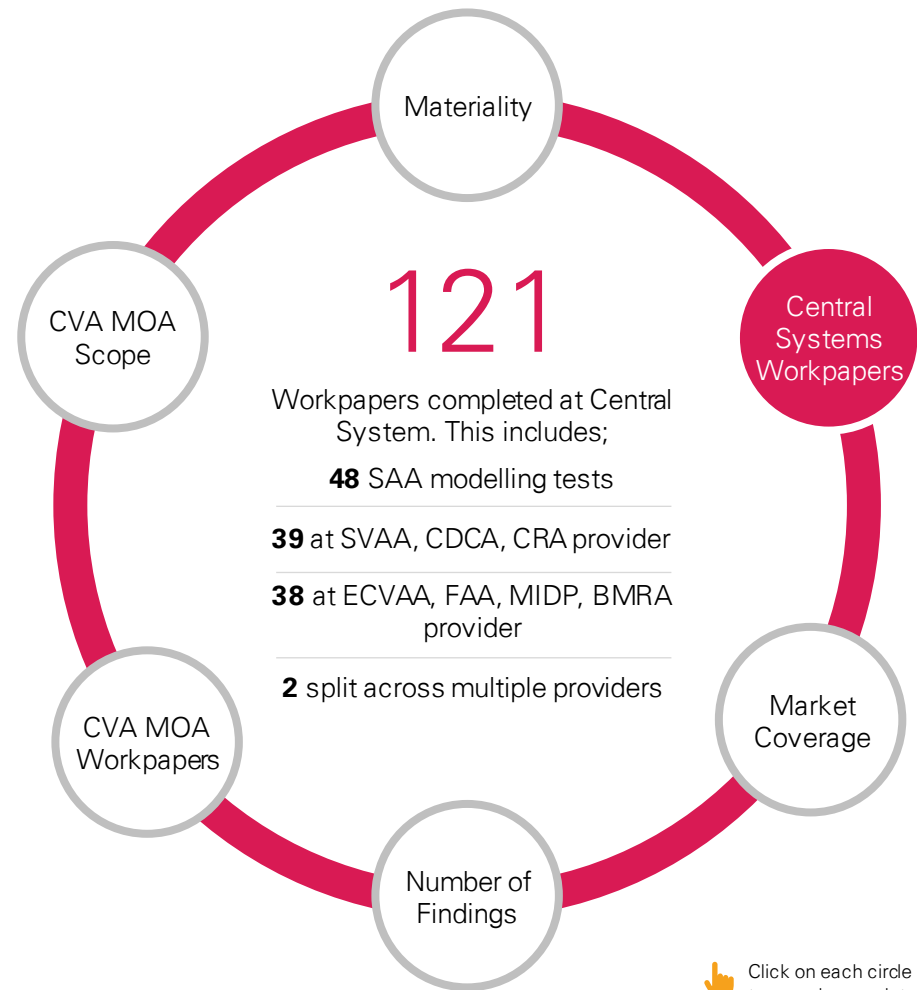 Materiality
Central
Systems
Workpapers
CVA MOA
Scope
121
Workpapers completed at Central
System. This includes;
48 SAA modelling tests
39 at SVAA, CDCA, CRA provider
38 at ECVAA, FAA, MIDP, BMRA
provider
2 split across multiple providers
Market
Coverage
CVA MOA
Workpapers
Number of
Findings
Click on each circle